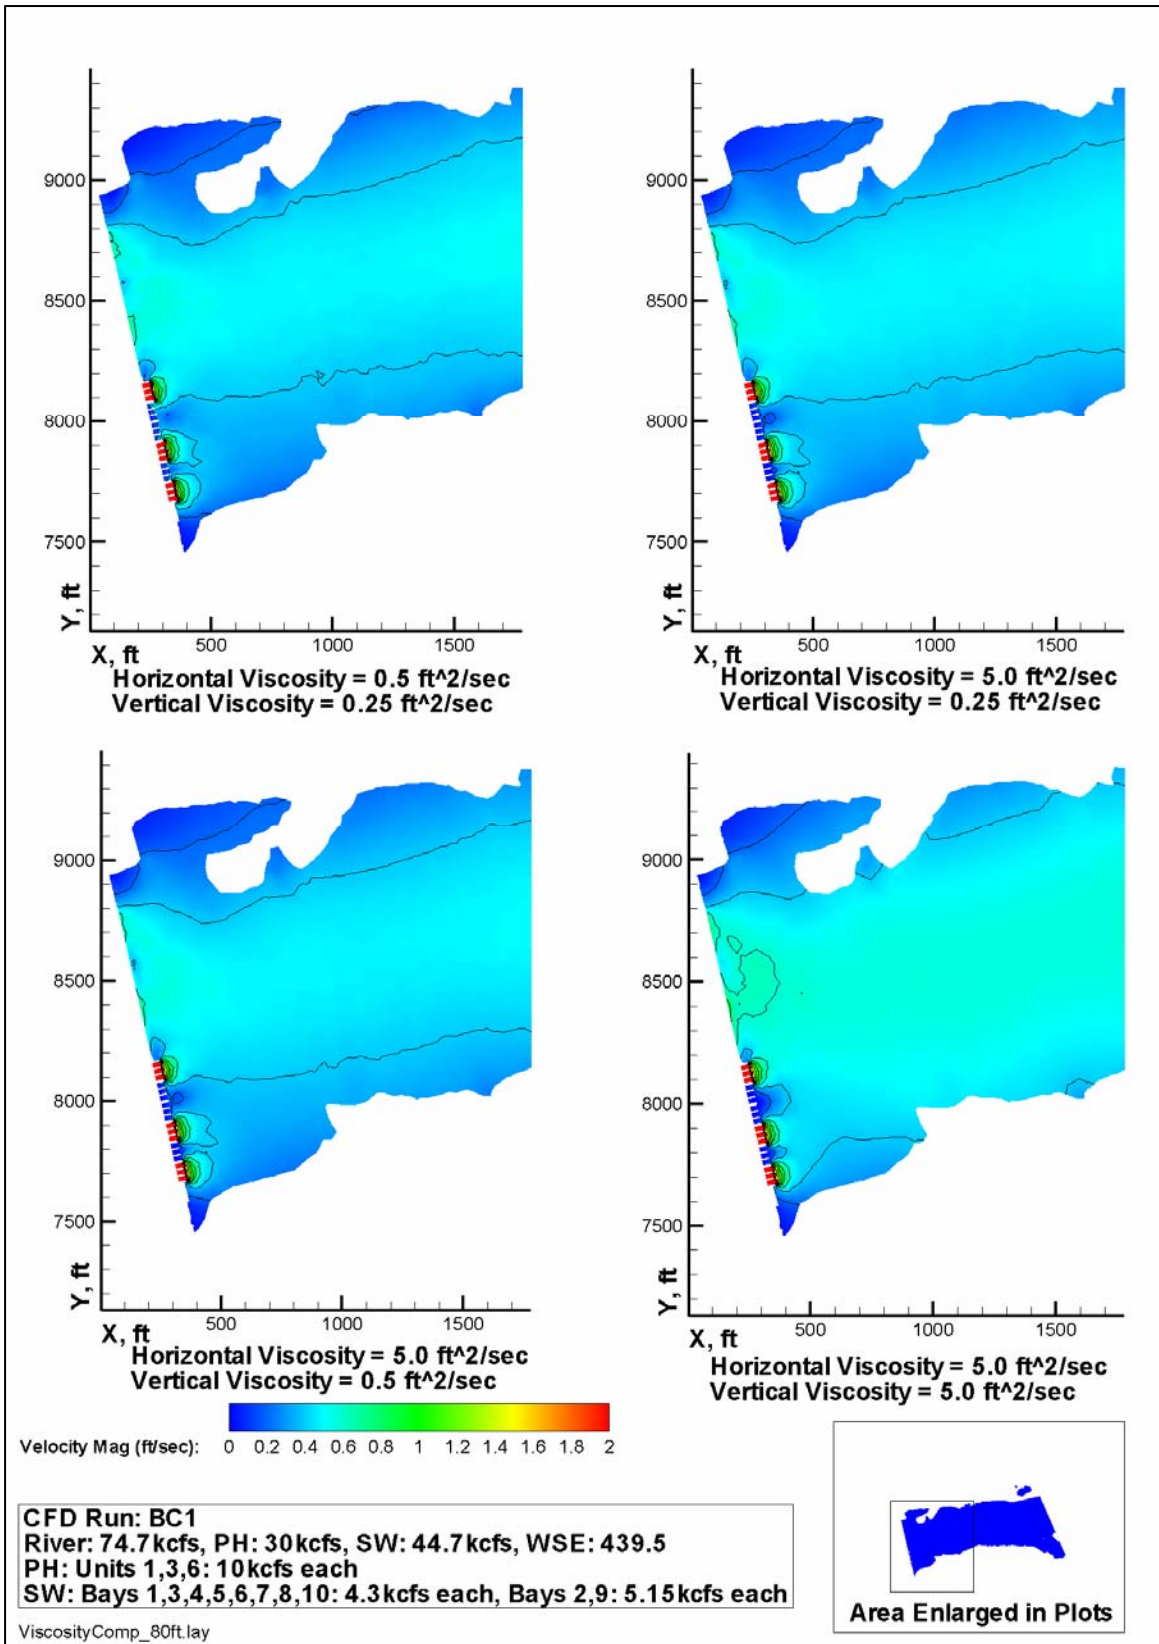 9000
8500
8000
7500
Y, ft
500 1000 1500
X, ft
Horizontal Viscosity = 0.5 ft^2/sec
Vertical Viscosity = 0.25 ft^2/sec
9000
8500
8000
7500
Y, ft
500 1000 1500
X, ft
Horizontal Viscosity = 5.0 ft^2/sec
Vertical Viscosity = 0.25 ft^2/sec
9000
8500
8000
7500
Y, ft
500 1000 1500
X, ft
Horizontal Viscosity = 5.0 ft^2/sec
Vertical Viscosity = 0.5 ft^2/sec
9000
8500
8000
7500
Y, ft
500 1000 1500
X, ft
Horizontal Viscosity = 5.0 ft^2/sec
Vertical Viscosity = 5.0 ft^2/sec
Velocity Mag (ft/sec): 0 0.2 0.4 0.6 0.8 1 1.2 1.4 1.6 1.8 2
CFD Run: BC1
River: 74.7kcfs, PH: 30kcfs, SW: 44.7kcfs, WSE: 439.5
PH: Units 1,3,6: 10kcfs each
SW: Bays 1,3,4,5,6,7,8,10: 4.3kcfs each, Bays 2,9: 5.15kcfs each
Area Enlarged in Plots
ViscosityComp_80ft.lay